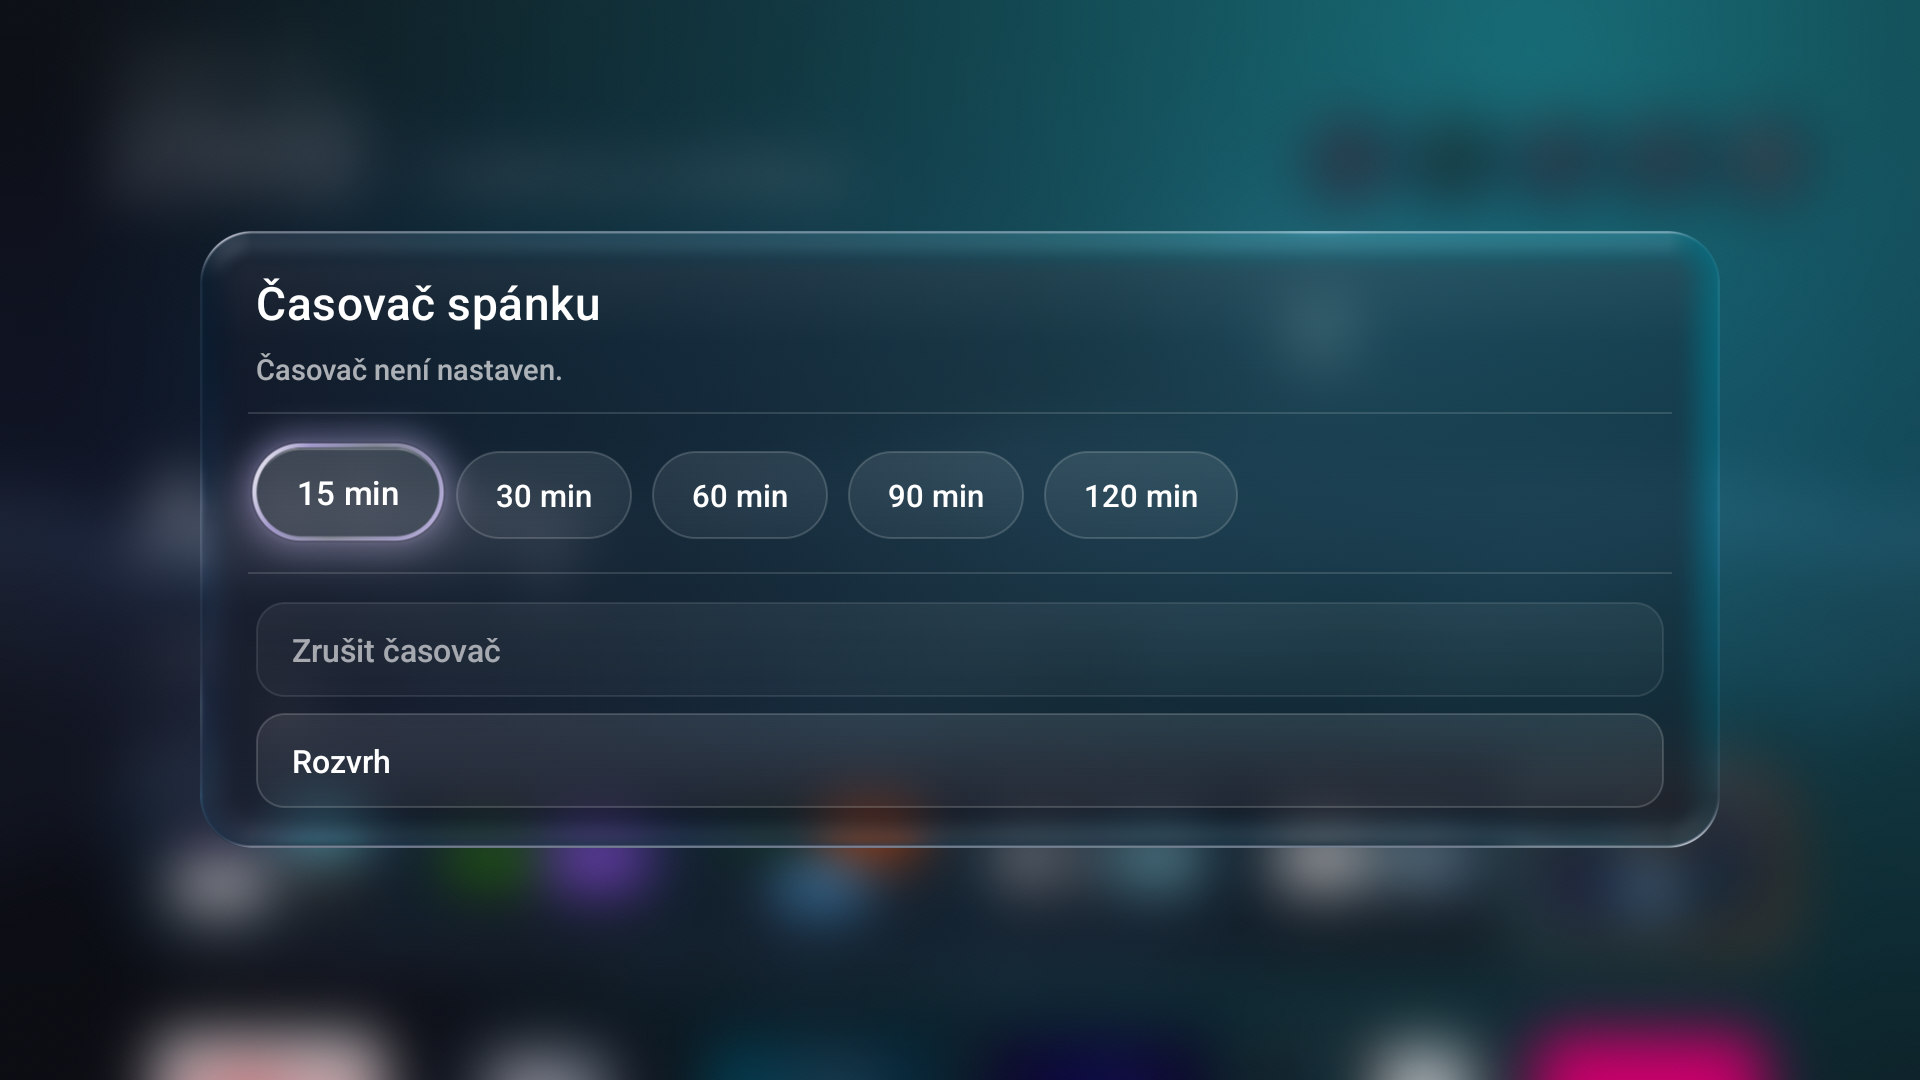 Časovač spánku
Časovač není nastaven.
15 min
30 min
60 min
90 min
120 min
Zrušit časovač
Rozvrh